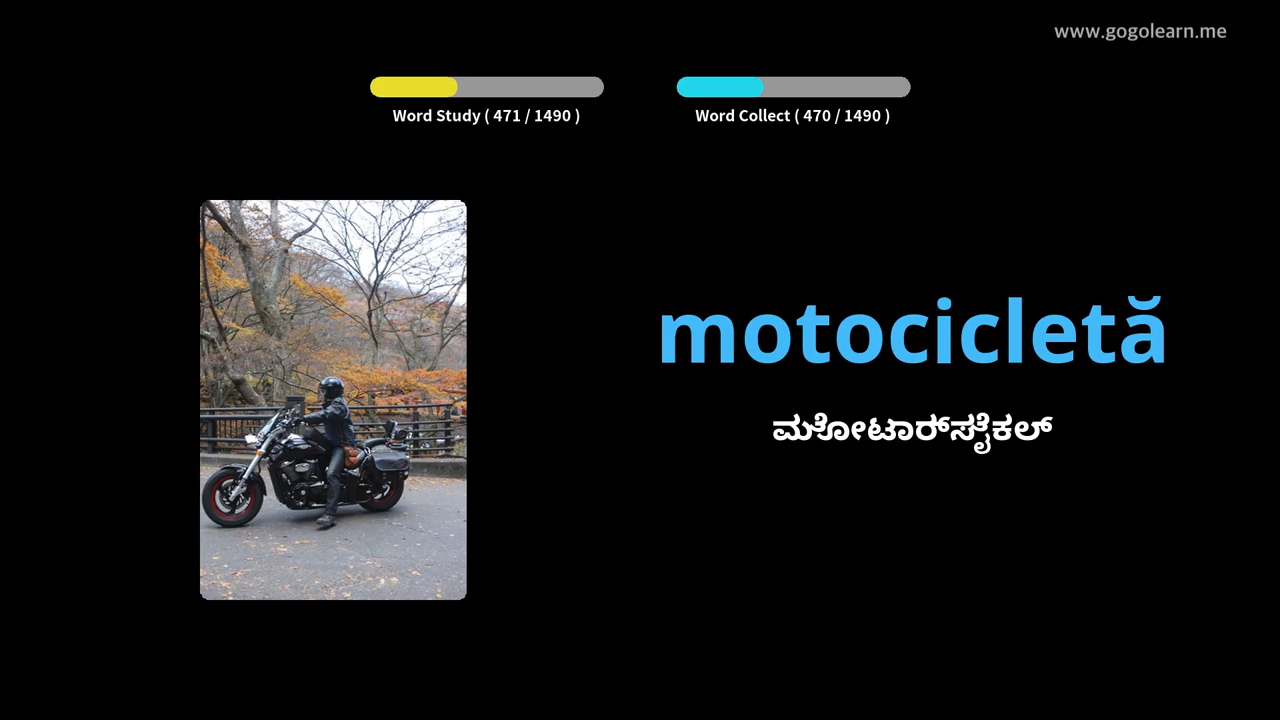 www.gogolearn.me
Word Study ( 471 / 1490 )
Word Collect ( 470 / 1490 )
motocicletă
ಮೋಟಾರ್‌ಸೈಕಲ್